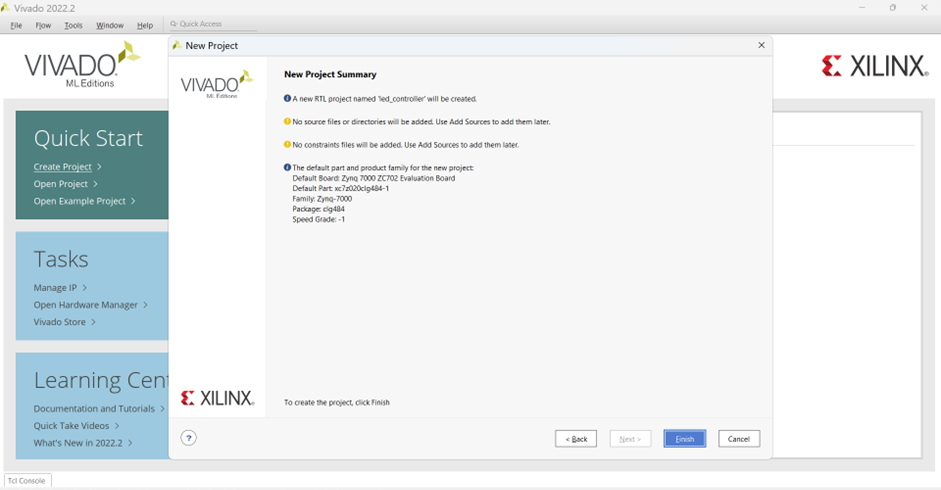 Vivado 2022.2
File Flow Tools Window Help Quick Access
VIVADO
ML Editions
XILINX
Quick Start
Create Project >
Open Project >
Open Example Project >
Tasks
Manage IP >
Open Hardware Manager >
Vivado Store >
Learning Cent
Documentation and Tutorials >
Quick Take Videos >
What's New in 2022.2 >
Tcl Console
New Project
VIVADO
ML Editions
New Project Summary
A new RTL project named 'led_controller' will be created.
No source files or directories will be added. Use Add Sources to add them later.
No constraints files will be added. Use Add Sources to add them later.
The default part and product family for the new project:
Default Board: Zynq 7000 ZC702 Evaluation Board
Default Part: xc7z020clg484-1
Family: Zynq-7000
Package: clg484
Speed Grade: -1
XILINX
To create the project, click Finish
?
< Back Next > Finish Cancel